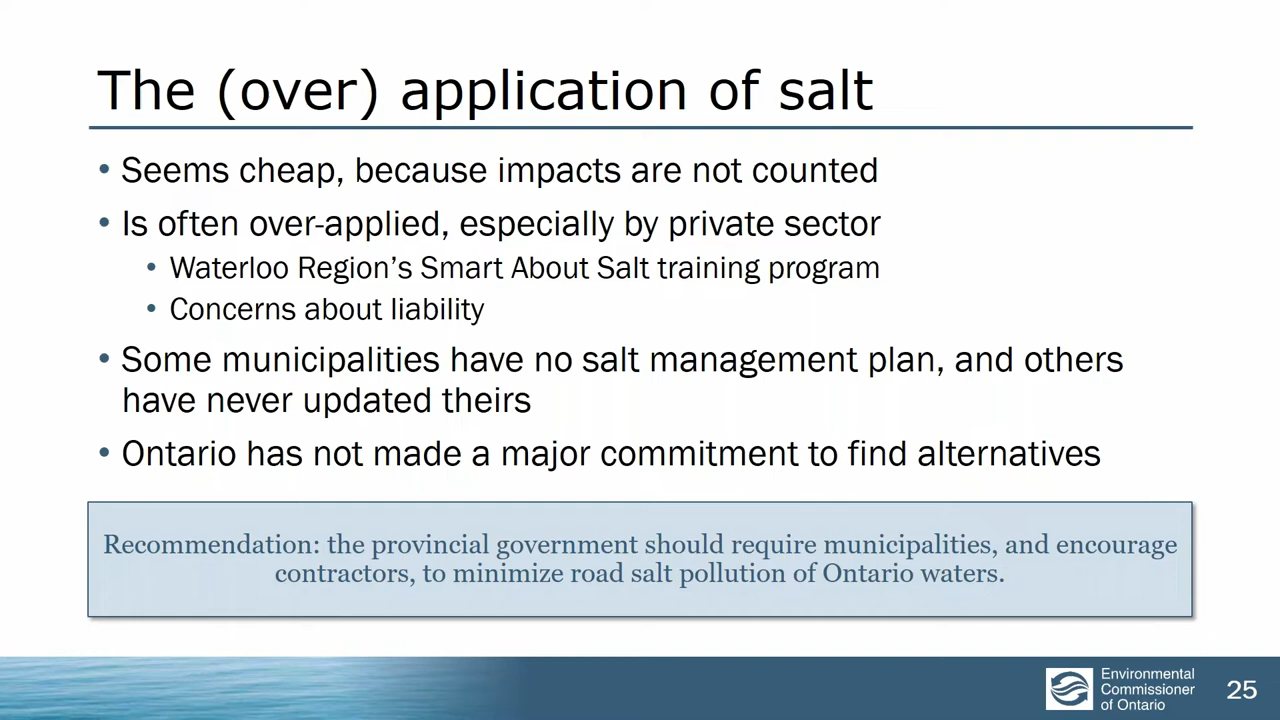 The (over) application of salt
• Seems cheap, because impacts are not counted
• Is often over-applied, especially by private sector
• Waterloo Region’s Smart About Salt training program
• Concerns about liability
• Some municipalities have no salt management plan, and others
have never updated theirs
• Ontario has not made a major commitment to find alternatives
Recommendation: the provincial government should require municipalities, and encourage
contractors, to minimize road salt pollution of Ontario waters.
Environmental
Commissioner
of Ontario
25